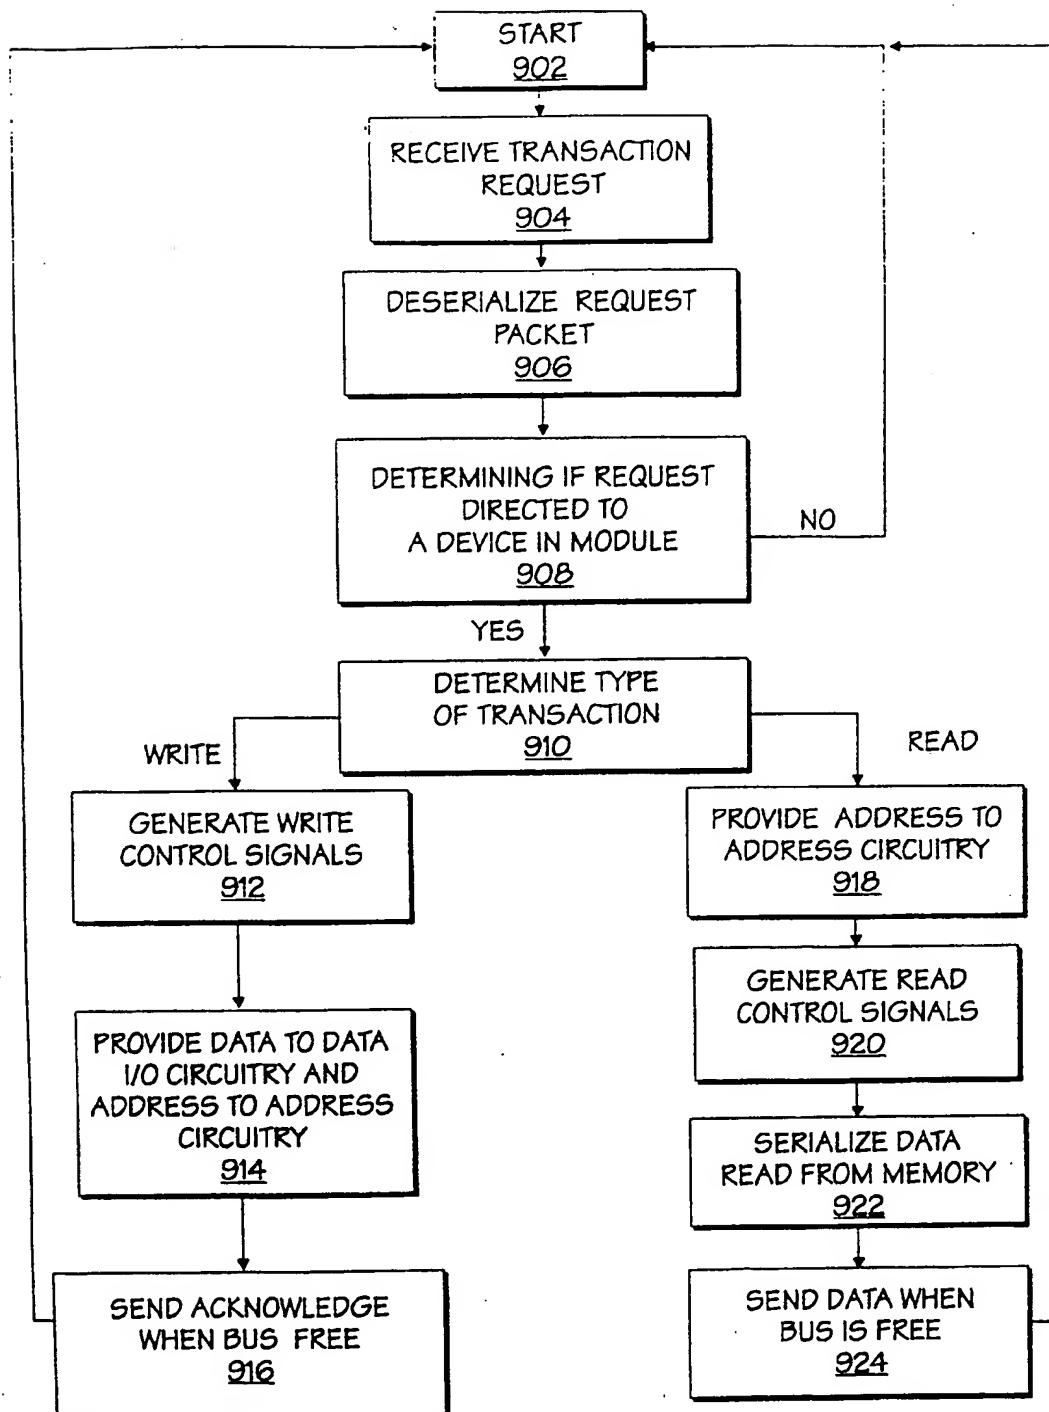 START
902
RECEIVE TRANSACTION
REQUEST
904
DESERIALIZE REQUEST
PACKET
906
DETERMINING IF REQUEST
DIRECTED TO
A DEVICE IN MODULE
908
NO
YES
DETERMINE TYPE
OF TRANSACTION
910
WRITE
READ
GENERATE WRITE
CONTROL SIGNALS
912
PROVIDE DATA TO DATA
I/O CIRCUITRY AND
ADDRESS TO ADDRESS
CIRCUITRY
914
SEND ACKNOWLEDGE
WHEN BUS FREE
916
PROVIDE ADDRESS TO
ADDRESS CIRCUITRY
918
GENERATE READ
CONTROL SIGNALS
920
SERIALIZE DATA
READ FROM MEMORY
922
SEND DATA WHEN
BUS IS FREE
924